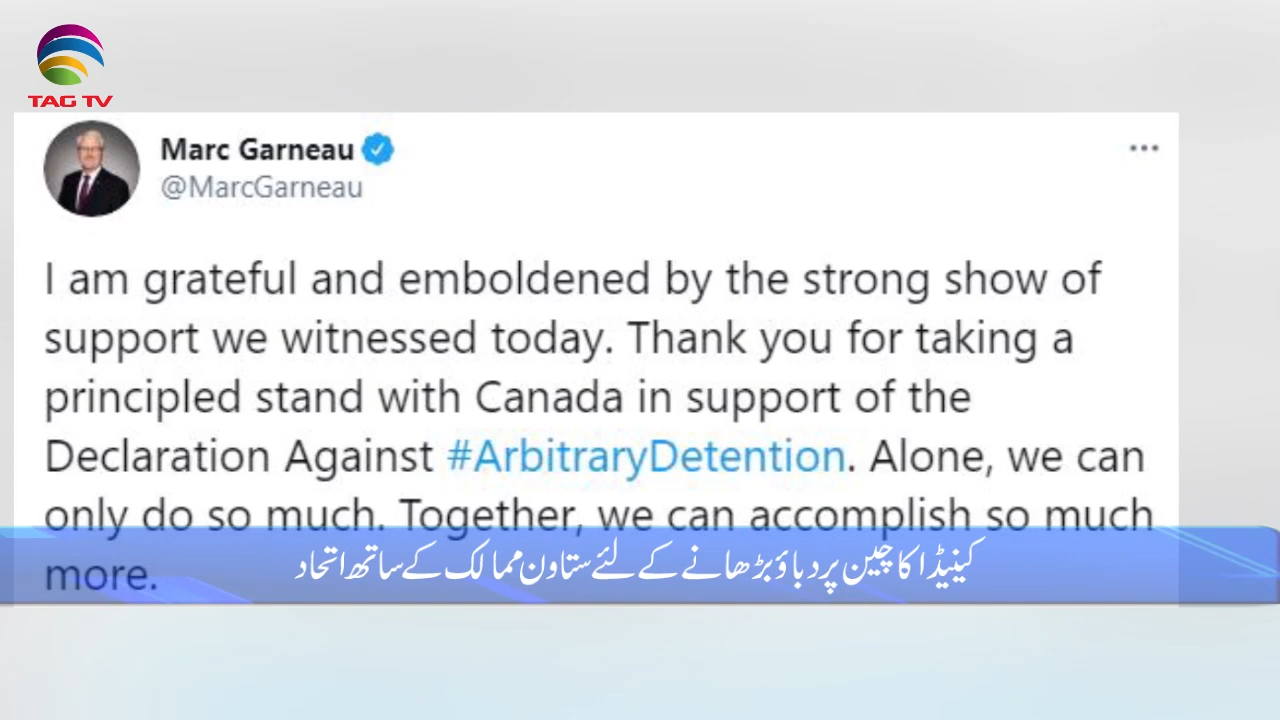 TAG TV
Marc Garneau
@MarcGarneau
I am grateful and emboldened by the strong show of
support we witnessed today. Thank you for taking a
principled stand with Canada in support of the
Declaration Against #ArbitraryDetention. Alone, we can
only do so much. Together, we can accomplish so much
more.
کینیڈا کا چین پر دباؤ بڑھانے کے لئے ستاون ممالک کے ساتھ اتحاد